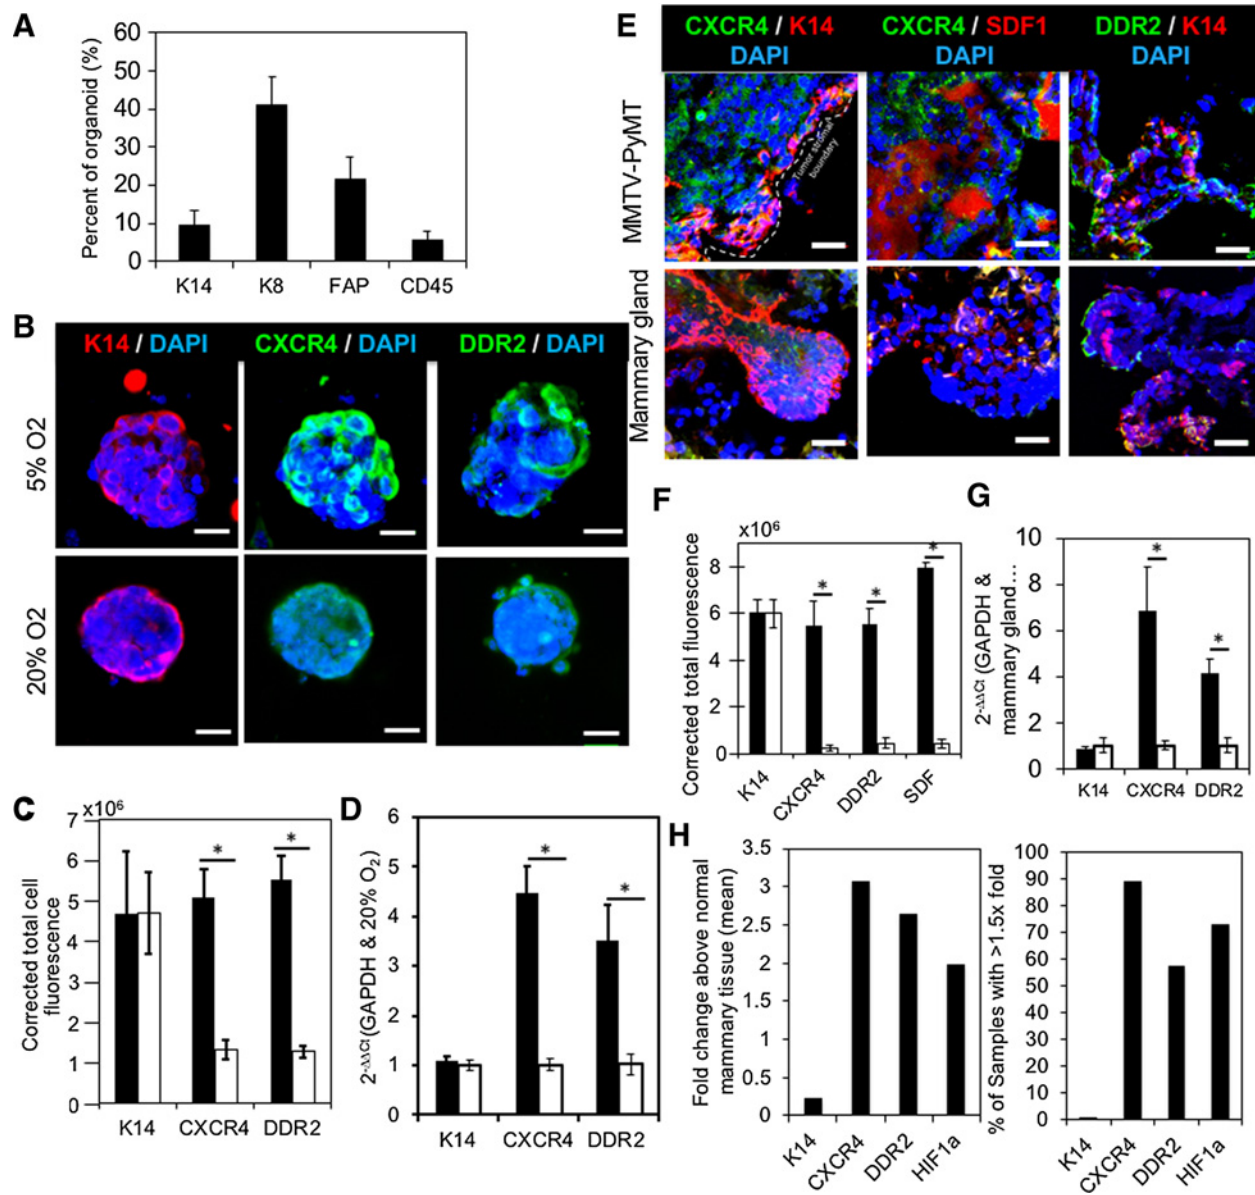 A
Percent of organoid (%)
60
50
40
30
20
10
0
K14 K8 FAP CD45
B
K14 / DAPI CXCR4 / DAPI DDR2 / DAPI
5% O2
20% O2
C
x10⁶
Corrected total cell
fluorescence
7
6
5
4
3
2
1
0
* *
K14 CXCR4 DDR2
D
2-ΔΔCt (GAPDH & 20% O₂)
6
5
4
3
2
1
0
* *
K14 CXCR4 DDR2
E
CXCR4 / K14 CXCR4 / SDF1 DDR2 / K14
DAPI DAPI DAPI
MMTV-PyMT
Tumor stromal
boundary
Mammary gland
F
x10⁶
Corrected total fluorescence
8
6
4
2
0
* * *
K14 CXCR4 DDR2 SDF
G
2-ΔΔCt (GAPDH &
mammary gland...
10
8
6
4
2
0
* *
K14 CXCR4 DDR2
H
Fold change above normal
mammary tissue (mean)
3.5
3
2.5
2
1.5
1
0.5
0
K14 CXCR4 DDR2 HIF1a
% of Samples with >1.5x fold
100
90
80
70
60
50
40
30
20
10
0
K14 CXCR4 DDR2 HIF1a